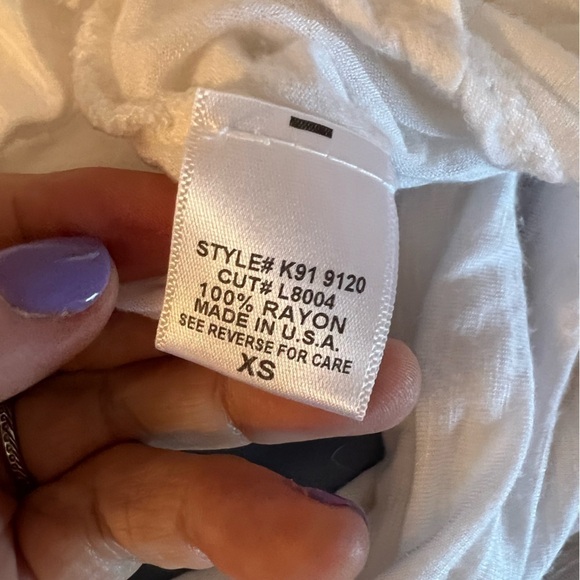 STYLE# K91 9120
CUT# L8004
100% RAYON
MADE IN U.S.A.
SEE REVERSE FOR CARE
XS